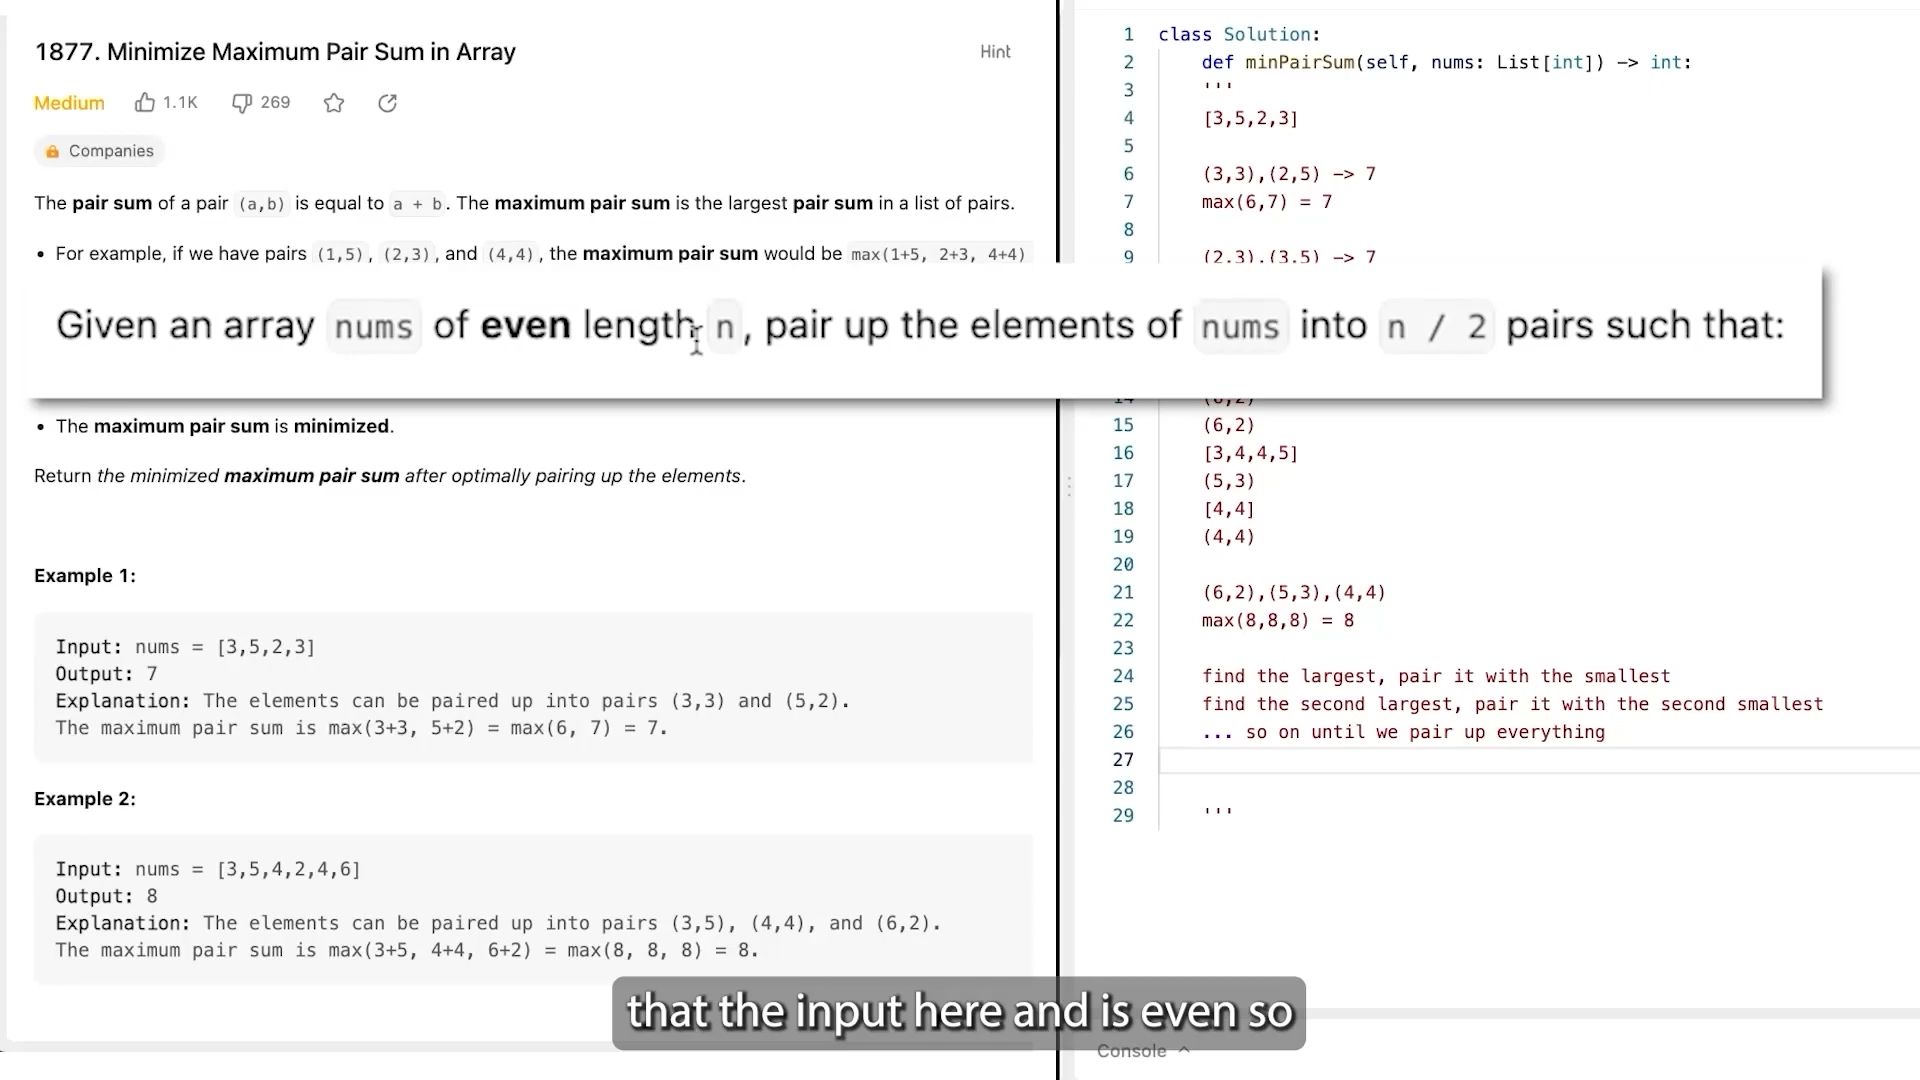 1877. Minimize Maximum Pair Sum in Array
Hint
Medium 1.1K 269
Companies
The pair sum of a pair (a,b) is equal to a + b. The maximum pair sum is the largest pair sum in a list of pairs.
• For example, if we have pairs (1,5), (2,3), and (4,4), the maximum pair sum would be max(1+5, 2+3, 4+4)
Given an array nums of even length n, pair up the elements of nums into n / 2 pairs such that:
• The maximum pair sum is minimized.
Return the minimized maximum pair sum after optimally pairing up the elements.
Example 1:
Input: nums = [3,5,2,3]
Output: 7
Explanation: The elements can be paired up into pairs (3,3) and (5,2).
The maximum pair sum is max(3+3, 5+2) = max(6, 7) = 7.
Example 2:
Input: nums = [3,5,4,2,4,6]
Output: 8
Explanation: The elements can be paired up into pairs (3,5), (4,4), and (6,2).
The maximum pair sum is max(3+5, 4+4, 6+2) = max(8, 8, 8) = 8.
1 class Solution:
2 def minPairSum(self, nums: List[int]) -> int:
3 '''
4 [3,5,2,3]
5
6 (3,3),(2,5) -> 7
7 max(6,7) = 7
8
9 (2,3),(3,5) -> 7
14 (6,2)
15 (6,2)
16 [3,4,4,5]
17 (5,3)
18 [4,4]
19 (4,4)
20
21 (6,2),(5,3),(4,4)
22 max(8,8,8) = 8
23
24 find the largest, pair it with the smallest
25 find the second largest, pair it with the second smallest
26 ... so on until we pair up everything
27
28
29 '''
that the input here and is even so
Console